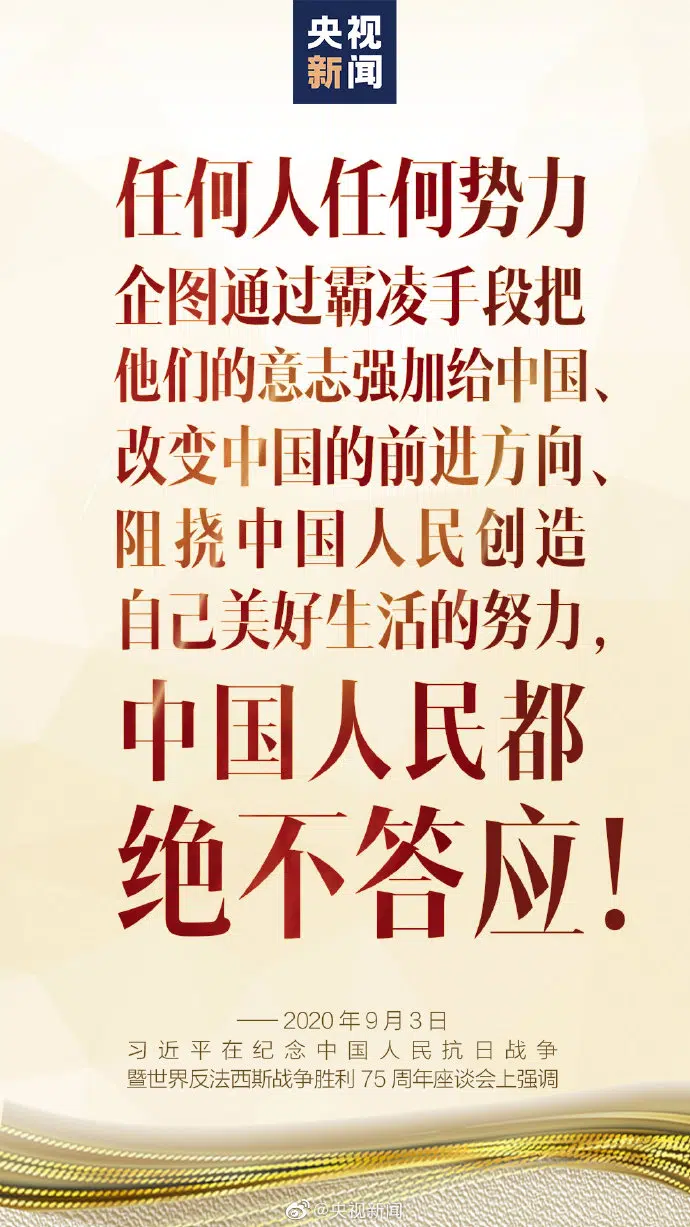 央视
新闻
任何人任何势力
企图通过霸凌手段把
他们的意志强加给中国、
改变中国的前进方向、
阻挠中国人民创造
自己美好生活的努力，
中国人民都
绝不答应！
——2020年9月3日
习近平在纪念中国人民抗日战争
暨世界反法西斯战争胜利75周年座谈会上强调
@央视新闻